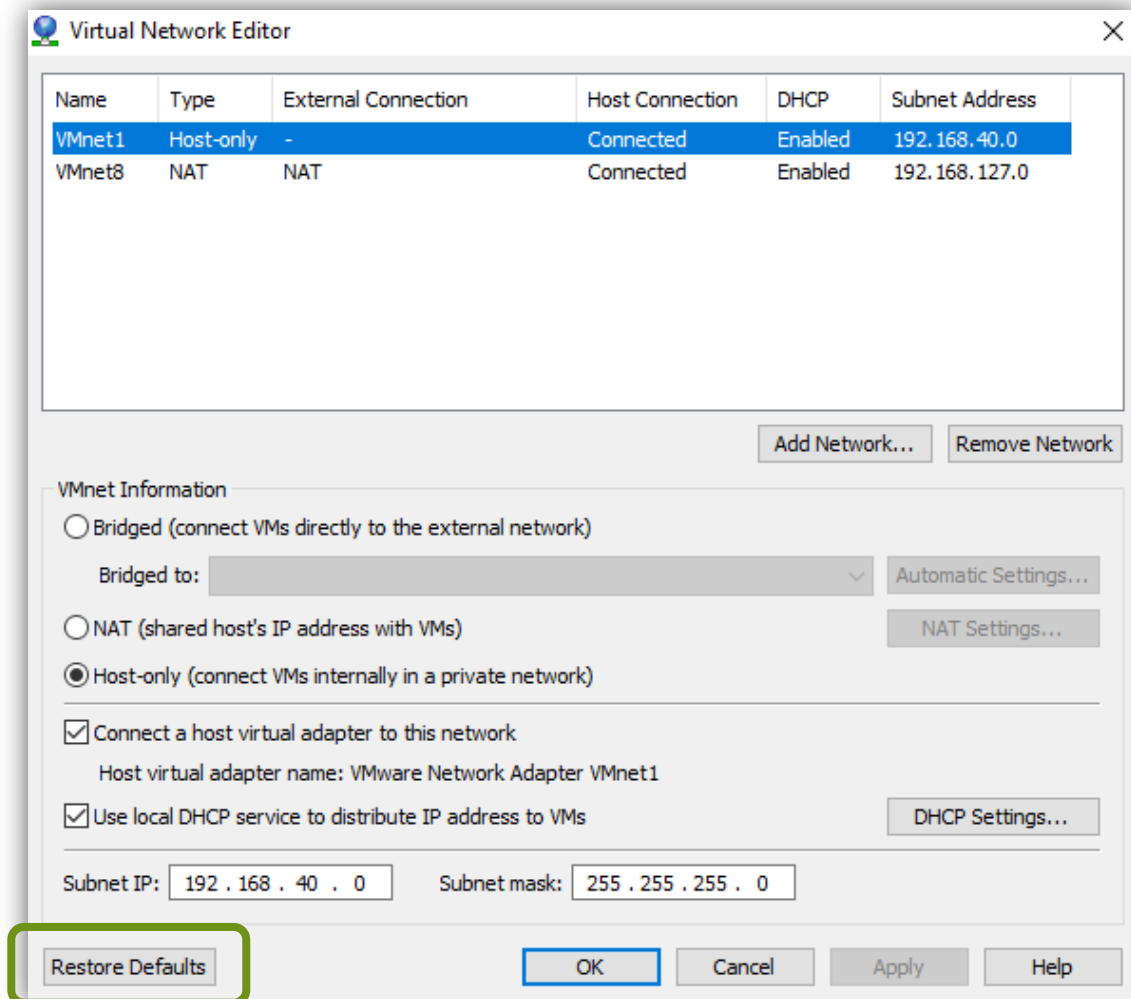 Virtual Network Editor
Name Type External Connection Host Connection DHCP Subnet Address
VMnet1 Host-only - Connected Enabled 192.168.40.0
VMnet8 NAT NAT Connected Enabled 192.168.127.0
Add Network... Remove Network
VMnet Information
Bridged (connect VMs directly to the external network)
Bridged to: Automatic Settings...
NAT (shared host's IP address with VMs) NAT Settings...
Host-only (connect VMs internally in a private network)
Connect a host virtual adapter to this network
Host virtual adapter name: VMware Network Adapter VMnet1
Use local DHCP service to distribute IP address to VMs DHCP Settings...
Subnet IP: 192 . 168 . 40 . 0 Subnet mask: 255 . 255 . 255 . 0
Restore Defaults OK Cancel Apply Help